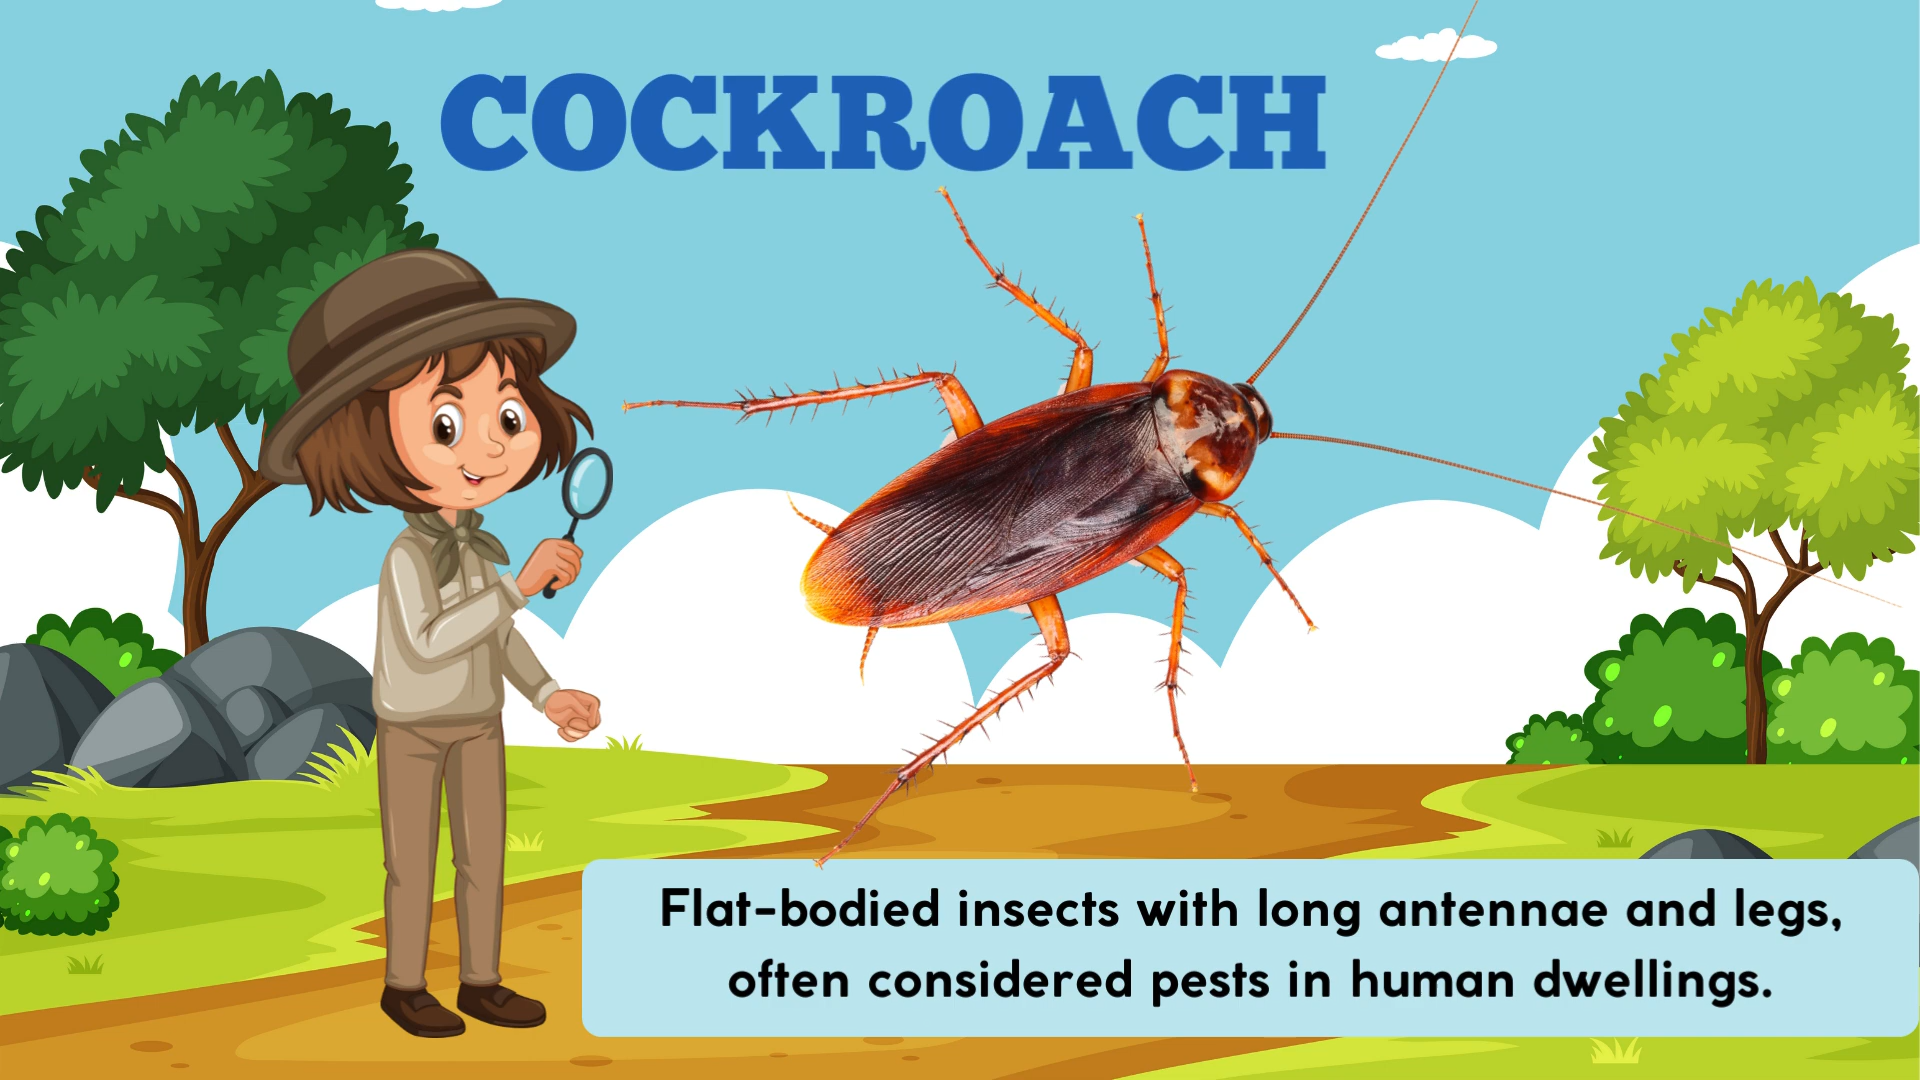 COCKROACH
Flat-bodied insects with long antennae and legs,
often considered pests in human dwellings.